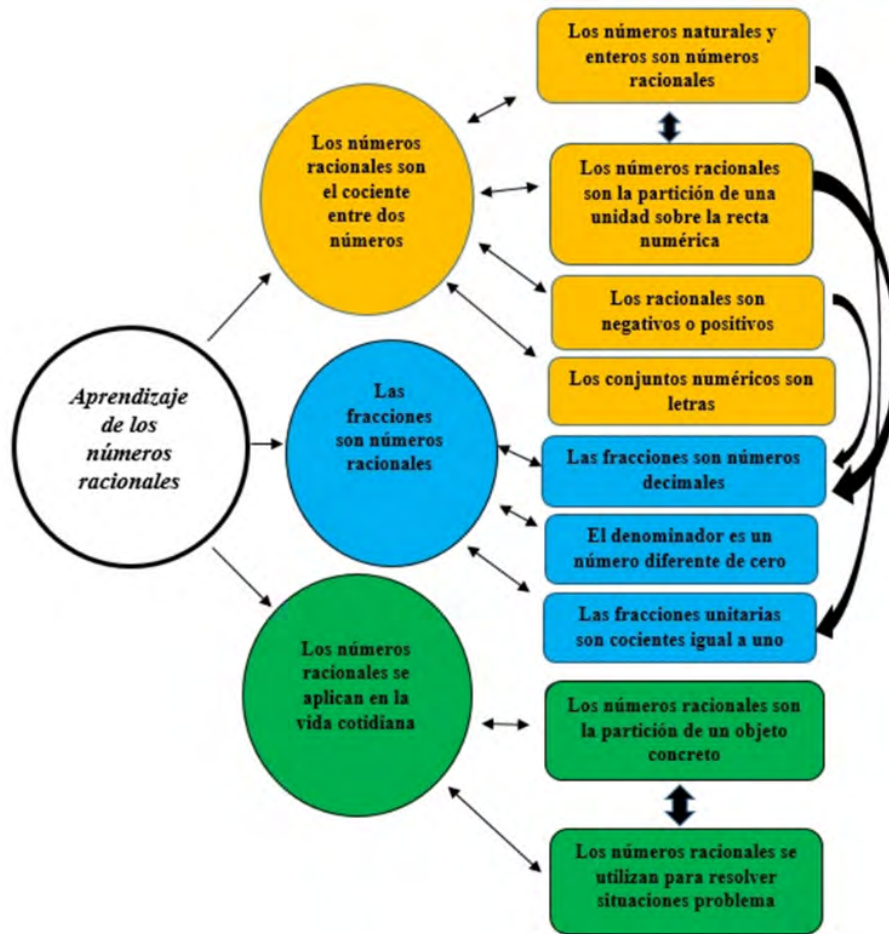 Los números naturales y
enteros son números
racionales
Los números
racionales son
el cociente
entre dos
números
Los números racionales
son la partición de una
unidad sobre la recta
numérica
Los racionales son
negativos o positivos
Los conjuntos numéricos son
letras
Aprendizaje
de los
números
racionales
Las
fracciones
son números
racionales
Las fracciones son números
decimales
El denominador es un
número diferente de cero
Las fracciones unitarias
son cocientes igual a uno
Los números
racionales se
aplican en la
vida cotidiana
Los números racionales son
la partición de un objeto
concreto
Los números racionales se
utilizan para resolver
situaciones problema